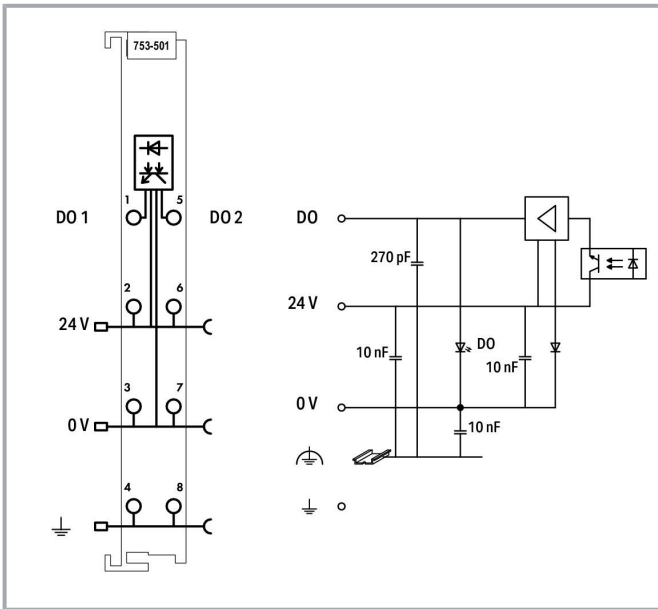 753-501
1 5
DO 1 DO 2
2 6
24 V
3 7
0 V
4 8
DO
270 pF
24 V
10 nF DO 10 nF
0 V
10 nF